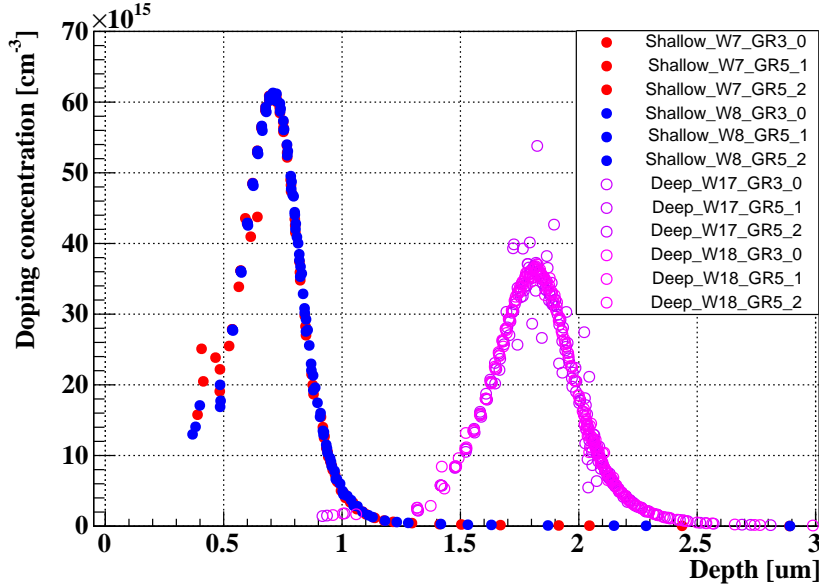 ×10¹⁵
Doping concentration [cm⁻³]
70
60
50
40
30
20
10
0
Shallow_W7_GR3_0
Shallow_W7_GR5_1
Shallow_W7_GR5_2
Shallow_W8_GR3_0
Shallow_W8_GR5_1
Shallow_W8_GR5_2
Deep_W17_GR3_0
Deep_W17_GR5_1
Deep_W17_GR5_2
Deep_W18_GR3_0
Deep_W18_GR5_1
Deep_W18_GR5_2
0 0.5 1 1.5 2 2.5 3
Depth [um]